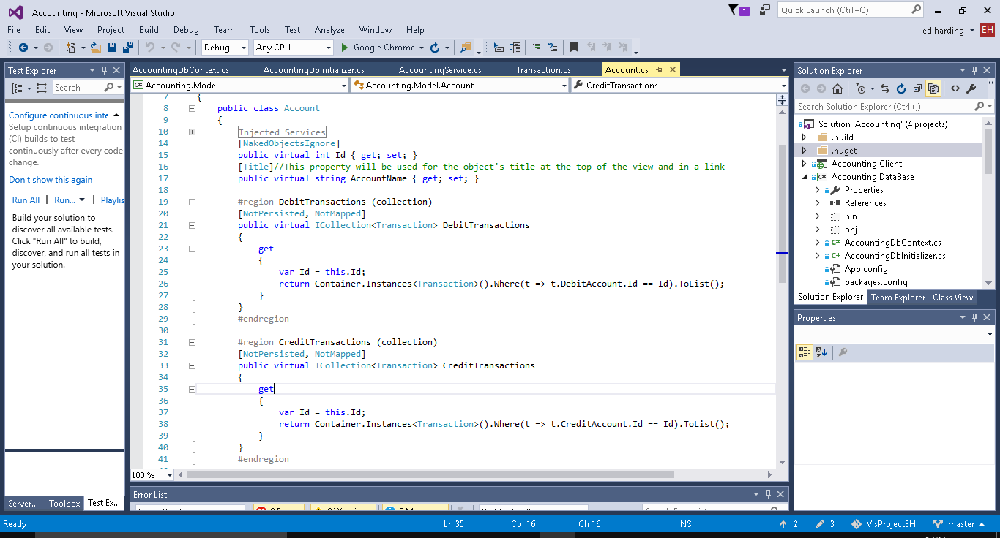 Accounting - Microsoft Visual Studio
1
Quick Launch (Ctrl+Q)
File Edit View Project Build Debug Team Tools Test Analyze Window Help
ed harding EH
Debug Any CPU Google Chrome
Test Explorer
Search
Configure continuous inte
Setup continuous integration
(CI) builds to test
continuously after every code
change.
Don't show this again
Run All | Run... | Playlis
Build your solution to
discover all available tests.
Click "Run All" to build,
discover, and run all tests in
your solution.
Server... Toolbox Test Ex...
AccountingDbContext.cs AccountingDbInitializer.cs AccountingService.cs Transaction.cs Account.cs
Accounting.Model Accounting.Model.Account CreditTransactions
7 {
8 public class Account
9 {
10 Injected Services
14 [NakedObjectsIgnore]
15 public virtual int Id { get; set; }
16 [Title]//This property will be used for the object's title at the top of the view and in a link
17 public virtual string AccountName { get; set; }
18
19 #region DebitTransactions (collection)
20 [NotPersisted, NotMapped]
21 public virtual ICollection<Transaction> DebitTransactions
22 {
23 get
24 {
25 var Id = this.Id;
26 return Container.Instances<Transaction>().Where(t => t.DebitAccount.Id == Id).ToList();
27 }
28 }
29 #endregion
30
31 #region CreditTransactions (collection)
32 [NotPersisted, NotMapped]
33 public virtual ICollection<Transaction> CreditTransactions
34 {
35 get
36 {
37 var Id = this.Id;
38 return Container.Instances<Transaction>().Where(t => t.CreditAccount.Id == Id).ToList();
39 }
40 }
41 #endregion
100 %
Error List
Solution Explorer
Search Solution Explorer (Ctrl+;)
Solution 'Accounting' (4 projects)
.build
.nuget
Accounting.Client
Accounting.DataBase
Properties
References
bin
obj
AccountingDbContext.cs
AccountingDbInitializer.cs
App.config
packages.config
Solution Explorer Team Explorer Class View
Properties
Ready Ln 35 Col 16 Ch 16 INS 2 3 VisProjectEH master